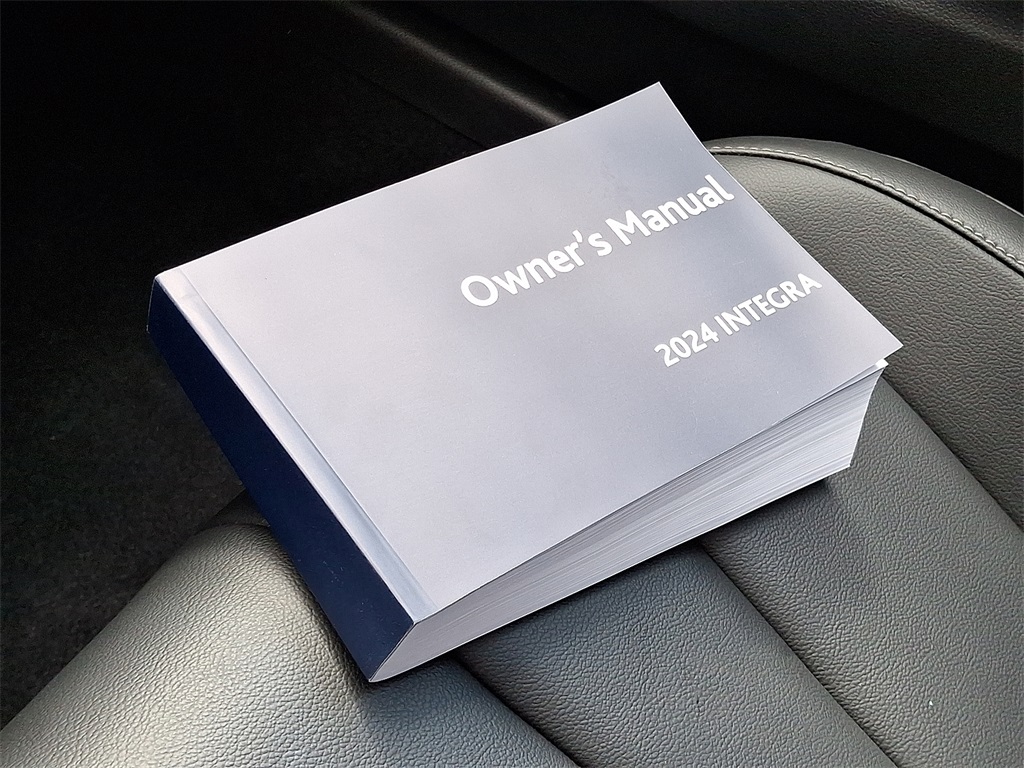 Owner's Manual
2024 INTEGRA